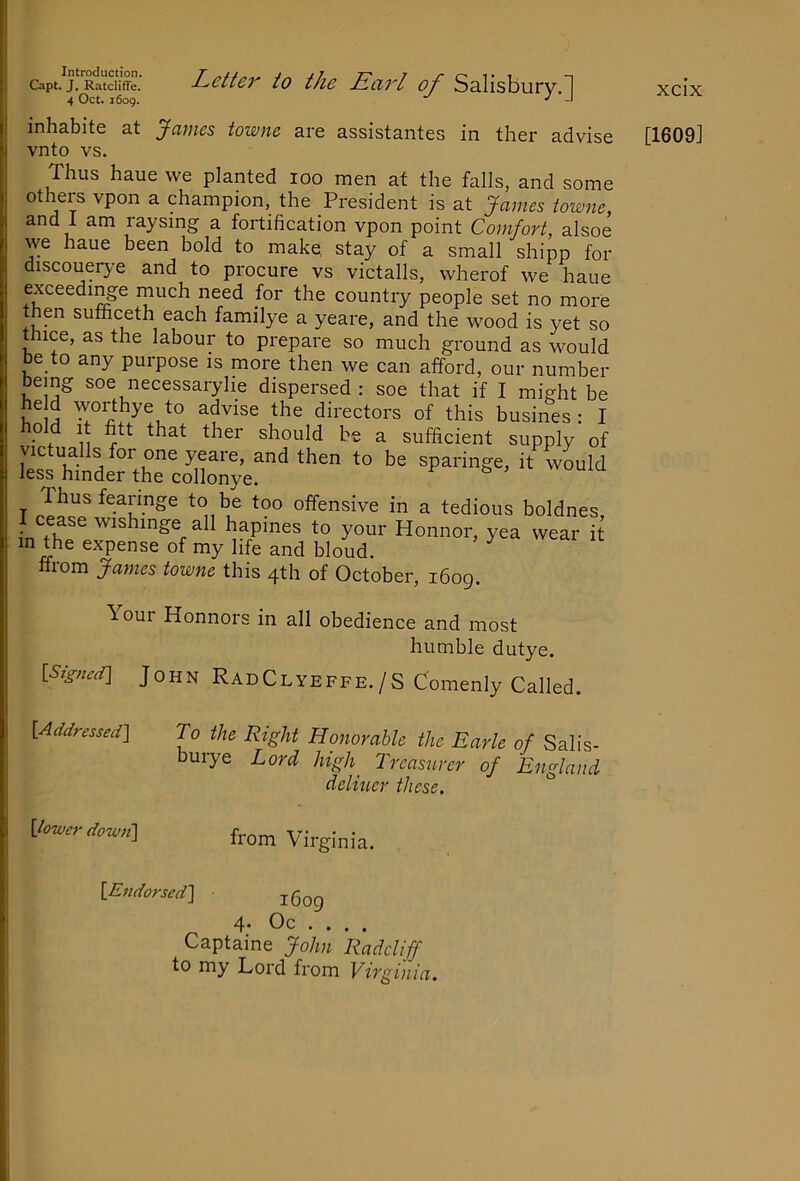 Introduction.
Capt. J. Ratcliffe.
4 Oct. 1609.
Letter to the Earl of Salisbury.]
xcix
inhabite at James towne are assistantes in ther advise
[1609]
vnto vs.
Thus haue we planted 100 men at the falls, and some
others vpon a champion, the President is at James towne,
and I am raysing a fortification vpon point Comfort, alsoe
we haue been bold to make stay of a small shipp for
discouerye and to procure vs victalls, wherof we haue
exceedinge much need for the country people set no more
then sufficeth each familye a yeare, and the wood is yet so
thice, as the labour to prepare so much ground as would
be to any purpose is more then we can afford, our number
being soe necessarylie dispersed : soe that if I might be
held worthye to advise the directors of this busines : I
hold it fitt that ther should be a sufficient supply of
victualls for one yeare, and then to be sparinge, it would
less hinder the collonye.
Thus fearinge to be too offensive in a tedious boldnes,
I cease wishinge all hapines to your Honnor, yea wear it
in the expense of my life and bloud.
ffrom James towne this 4th of October, 1609.
Your Honnors in all obedience and most
humble dutye.
[Signed] John RadClyeffe./S Comenly Called.
[Addressed] To the Right Honorable the Earle of Salis-
burye Lord high Treasurer of England
deliuer these.
[lower down] from Virginia.
[Endorsed] 1609
4. Oc . . . .
Captaine John Radcliff
to my Lord from Virginia.